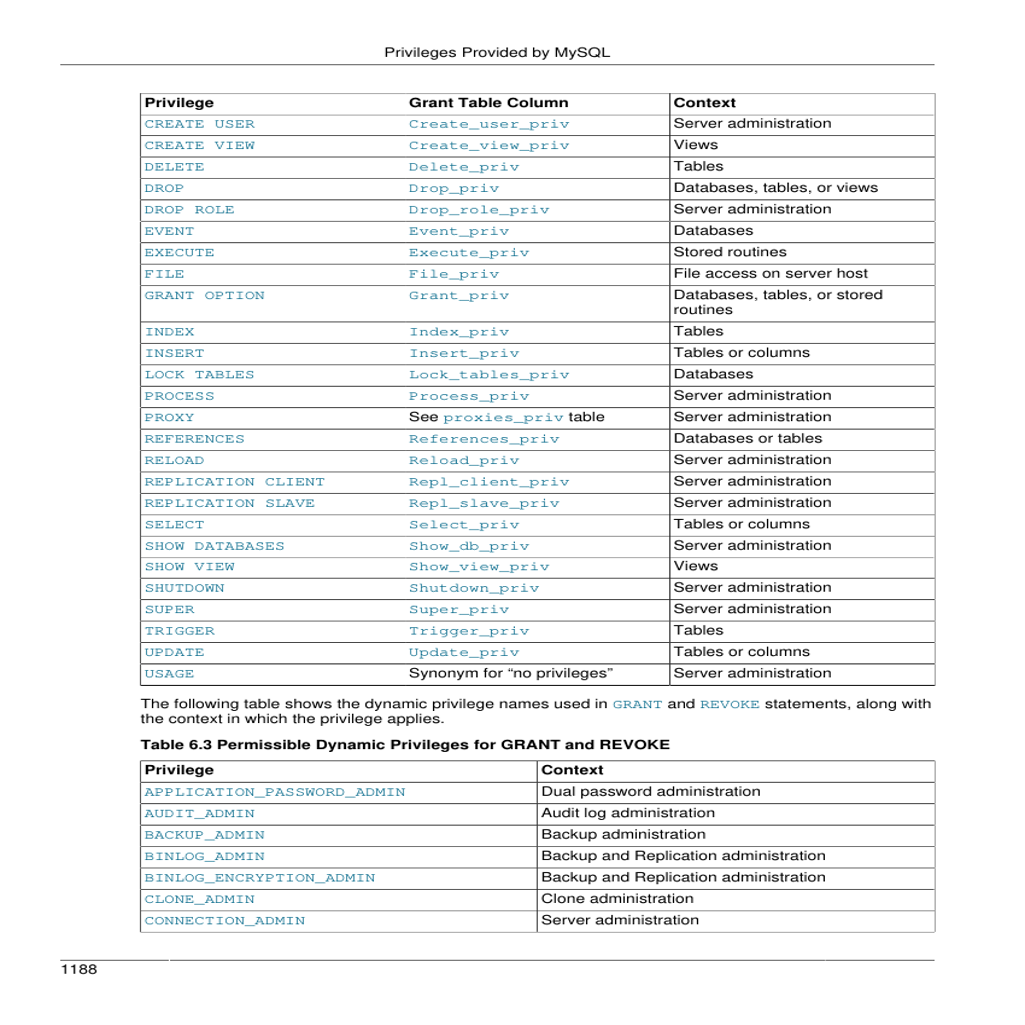 Privileges Provided by MySQL
Privilege Grant Table Column Context
CREATE USER Create_user_priv Server administration
CREATE VIEW Create_view_priv Views
DELETE Delete_priv Tables
DROP Drop_priv Databases, tables, or views
DROP ROLE Drop_role_priv Server administration
EVENT Event_priv Databases
EXECUTE Execute_priv Stored routines
FILE File_priv File access on server host
GRANT OPTION Grant_priv Databases, tables, or stored
routines
INDEX Index_priv Tables
INSERT Insert_priv Tables or columns
LOCK TABLES Lock_tables_priv Databases
PROCESS Process_priv Server administration
PROXY See proxies_priv table Server administration
REFERENCES References_priv Databases or tables
RELOAD Reload_priv Server administration
REPLICATION CLIENT Repl_client_priv Server administration
REPLICATION SLAVE Repl_slave_priv Server administration
SELECT Select_priv Tables or columns
SHOW DATABASES Show_db_priv Server administration
SHOW VIEW Show_view_priv Views
SHUTDOWN Shutdown_priv Server administration
SUPER Super_priv Server administration
TRIGGER Trigger_priv Tables
UPDATE Update_priv Tables or columns
USAGE Synonym for “no privileges” Server administration
The following table shows the dynamic privilege names used in GRANT and REVOKE statements, along with
the context in which the privilege applies.
Table 6.3 Permissible Dynamic Privileges for GRANT and REVOKE
Privilege Context
APPLICATION_PASSWORD_ADMIN Dual password administration
AUDIT_ADMIN Audit log administration
BACKUP_ADMIN Backup administration
BINLOG_ADMIN Backup and Replication administration
BINLOG_ENCRYPTION_ADMIN Backup and Replication administration
CLONE_ADMIN Clone administration
CONNECTION_ADMIN Server administration
1188